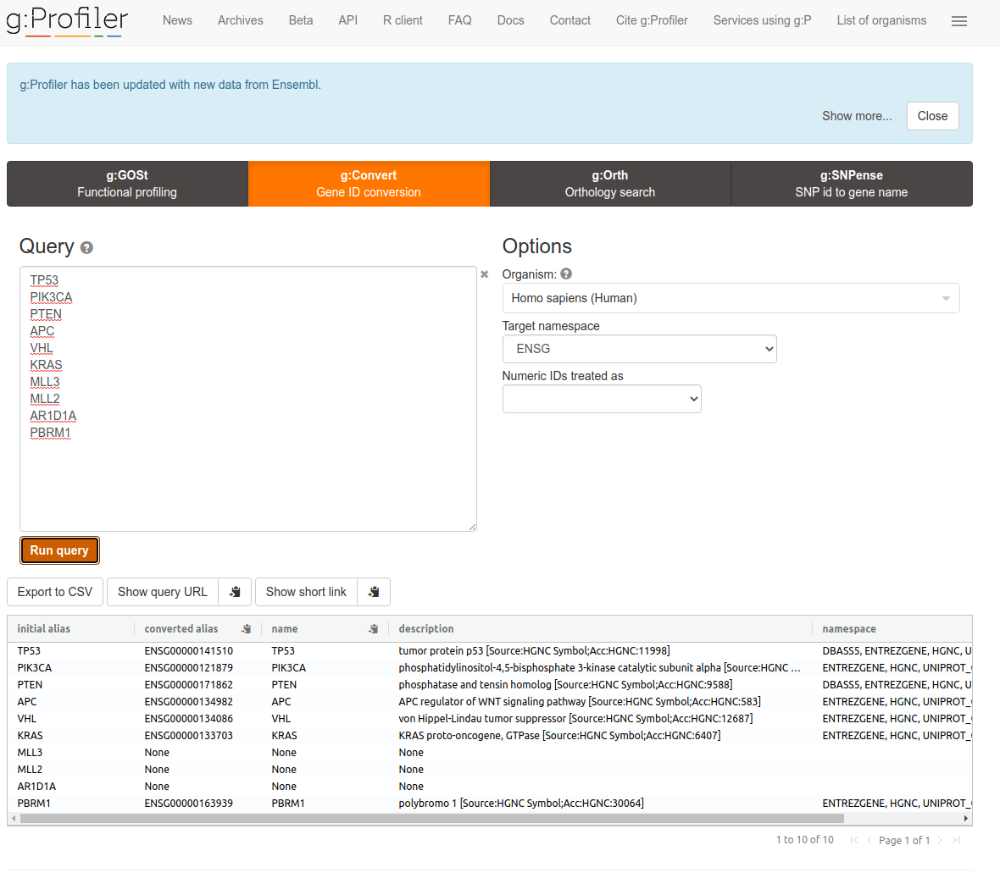 g:Profiler
News Archives Beta API R client FAQ Docs Contact Cite g:Profiler Services using g:P List of organisms
g:Profiler has been updated with new data from Ensembl.
Show more... Close
g:GOSt g:Convert g:Orth g:SNPense
Functional profiling Gene ID conversion Orthology search SNP id to gene name
Query
Options
Organism:
Homo sapiens (Human)
Target namespace
ENSG
Numeric IDs treated as
TP53
PIK3CA
PTEN
APC
VHL
KRAS
MLL3
MLL2
AR1D1A
PBRM1
Run query
Export to CSV Show query URL Show short link
initial alias converted alias name description namespace
TP53 ENSG00000141510 TP53 tumor protein p53 [Source:HGNC Symbol;Acc:HGNC:11998] DBASS5, ENTREZGENE, HGNC, U
PIK3CA ENSG00000121879 PIK3CA phosphatidylinositol-4,5-bisphosphate 3-kinase catalytic subunit alpha [Source:HGNC ... ENTREZGENE, HGNC, UNIPROT_
PTEN ENSG00000171862 PTEN phosphatase and tensin homolog [Source:HGNC Symbol;Acc:HGNC:9588] DBASS5, ENTREZGENE, HGNC, U
APC ENSG00000134982 APC APC regulator of WNT signaling pathway [Source:HGNC Symbol;Acc:HGNC:583] ENTREZGENE, HGNC, UNIPROT_
VHL ENSG00000134086 VHL von Hippel-Lindau tumor suppressor [Source:HGNC Symbol;Acc:HGNC:12687] ENTREZGENE, HGNC, UNIPROT_
KRAS ENSG00000133703 KRAS KRAS proto-oncogene, GTPase [Source:HGNC Symbol;Acc:HGNC:6407] ENTREZGENE, HGNC, UNIPROT_
MLL3 None None None
MLL2 None None None
AR1D1A None None None
PBRM1 ENSG00000163939 PBRM1 polybromo 1 [Source:HGNC Symbol;Acc:HGNC:30064] ENTREZGENE, HGNC, UNIPROT_
1 to 10 of 10 Page 1 of 1